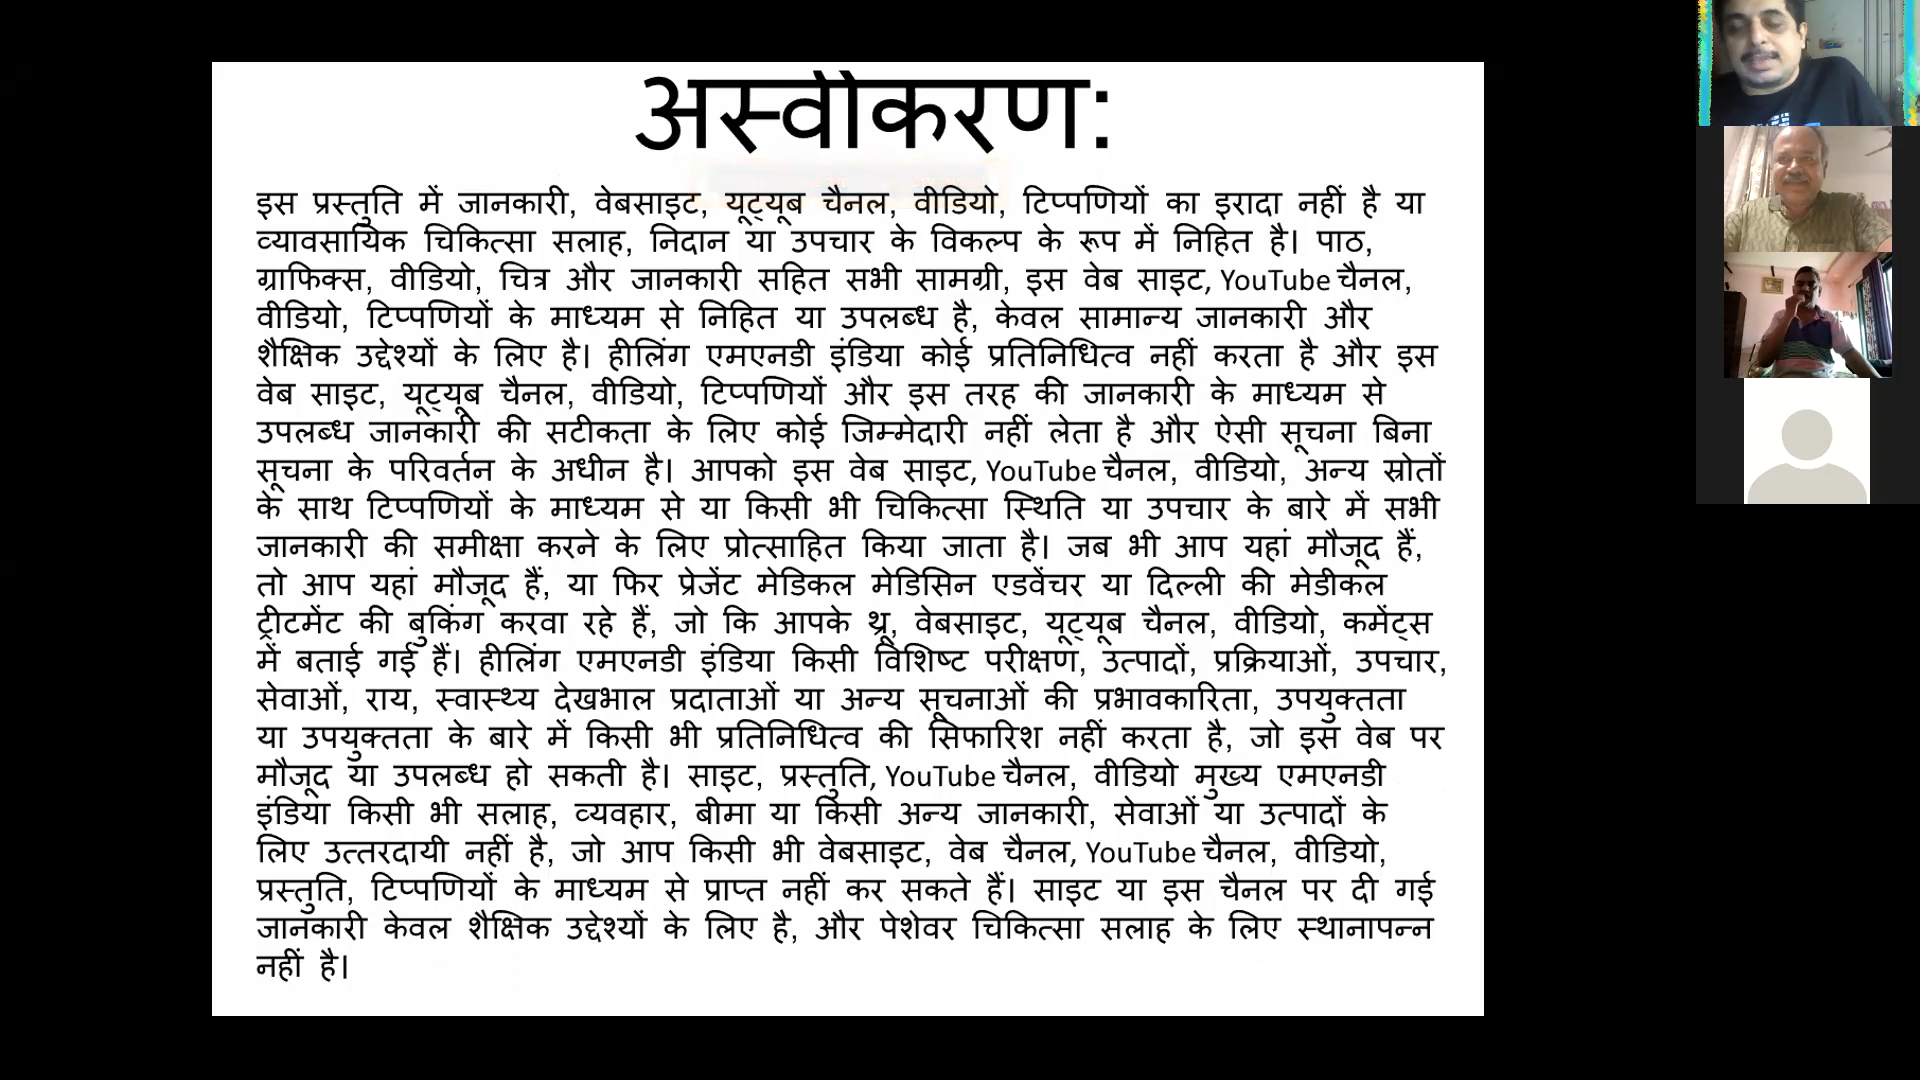 अस्वीकरण:
इस प्रस्तुति में जानकारी, वेबसाइट, यूट्यूब चैनल, वीडियो, टिप्पणियों का इरादा नहीं है या
व्यावसायिक चिकित्सा सलाह, निदान या उपचार के विकल्प के रूप में निहित है। पाठ,
ग्राफिक्स, वीडियो, चित्र और जानकारी सहित सभी सामग्री, इस वेब साइट, YouTube चैनल,
वीडियो, टिप्पणियों के माध्यम से निहित या उपलब्ध है, केवल सामान्य जानकारी और
शैक्षिक उद्देश्यों के लिए है। हीलिंग एमएनडी इंडिया कोई प्रतिनिधित्व नहीं करता है और इस
वेब साइट, यूट्यूब चैनल, वीडियो, टिप्पणियों और इस तरह की जानकारी के माध्यम से
उपलब्ध जानकारी की सटीकता के लिए कोई जिम्मेदारी नहीं लेता है और ऐसी सूचना बिना
सूचना के परिवर्तन के अधीन है। आपको इस वेब साइट, YouTube चैनल, वीडियो, अन्य स्रोतों
के साथ टिप्पणियों के माध्यम से या किसी भी चिकित्सा स्थिति या उपचार के बारे में सभी
जानकारी की समीक्षा करने के लिए प्रोत्साहित किया जाता है। जब भी आप यहां मौजूद हैं,
तो आप यहां मौजूद हैं, या फिर प्रेजेंट मेडिकल मेडिसिन एडवेंचर या दिल्ली की मेडीकल
ट्रीटमेंट की बुकिंग करवा रहे हैं, जो कि आपके थ्रू, वेबसाइट, यूट्यूब चैनल, वीडियो, कमेंट्स
में बताई गई हैं। हीलिंग एमएनडी इंडिया किसी विशिष्ट परीक्षण, उत्पादों, प्रक्रियाओं, उपचार,
सेवाओं, राय, स्वास्थ्य देखभाल प्रदाताओं या अन्य सूचनाओं की प्रभावकारिता, उपयुक्तता
या उपयुक्तता के बारे में किसी भी प्रतिनिधित्व की सिफारिश नहीं करता है, जो इस वेब पर
मौजूद या उपलब्ध हो सकती है। साइट, प्रस्तुति, YouTube चैनल, वीडियो मुख्य एमएनडी
इंडिया किसी भी सलाह, व्यवहार, बीमा या किसी अन्य जानकारी, सेवाओं या उत्पादों के
लिए उत्तरदायी नहीं है, जो आप किसी भी वेबसाइट, वेब चैनल, YouTube चैनल, वीडियो,
प्रस्तुति, टिप्पणियों के माध्यम से प्राप्त नहीं कर सकते हैं। साइट या इस चैनल पर दी गई
जानकारी केवल शैक्षिक उद्देश्यों के लिए है, और पेशेवर चिकित्सा सलाह के लिए स्थानापन्न
नहीं है।